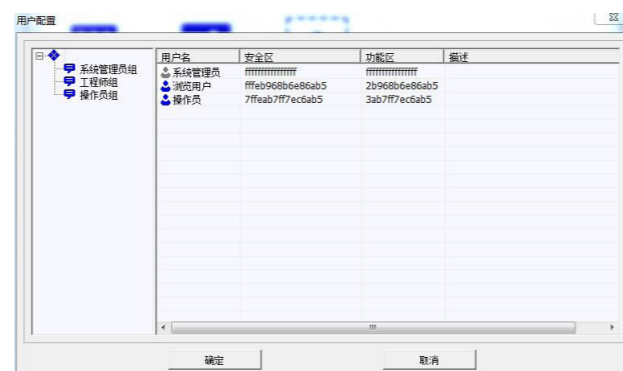 用户配置
系统管理员组
工程师组
操作员组
用户名 安全区 功能区 描述
系统管理员 ffffffffffffffff ffffffffffffffff
浏览用户 fffeb968b6e86ab5 2b968b6e86ab5
操作员 7ffeab7ff7ec6ab5 3ab7ff7ec6ab5
确定 取消